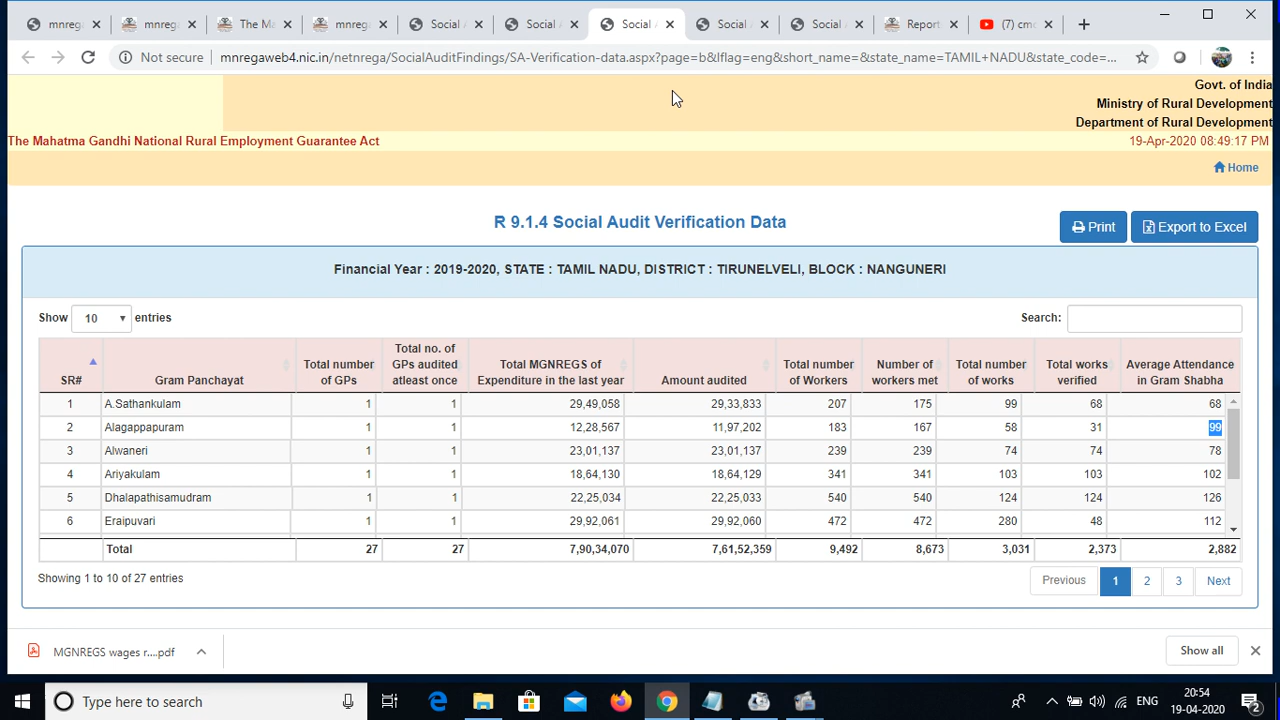 mnreg
mnreg
The Ma
mnreg
Social
Social
Social
Social
Social
Report
(7) cm
Not secure
mnregaweb4.nic.in/netnrega/SocialAuditFindings/SA-Verification-data.aspx?page=b&lflag=eng&short_name=&state_name=TAMIL+NADU&state_code=...
Govt. of India
Ministry of Rural Development
Department of Rural Development
The Mahatma Gandhi National Rural Employment Guarantee Act
19-Apr-2020 08:49:17 PM
Home
R 9.1.4 Social Audit Verification Data
Print
Export to Excel
Financial Year : 2019-2020, STATE : TAMIL NADU, DISTRICT : TIRUNELVELI, BLOCK : NANGUNERI
Show 10 entries
Search:
SR# Gram Panchayat Total number of GPs Total no. of GPs audited atleast once Total MGNREGS of Expenditure in the last year Amount audited Total number of Workers Number of workers met Total number of works Total works verified Average Attendance in Gram Shabha
1 A.Sathankulam 1 1 29,49,058 29,33,833 207 175 99 68 68
2 Alagappapuram 1 1 12,28,567 11,97,202 183 167 58 31 99
3 Alwaneri 1 1 23,01,137 23,01,137 239 239 74 74 78
4 Ariyakulam 1 1 18,64,130 18,64,129 341 341 103 103 102
5 Dhalapathisamudram 1 1 22,25,034 22,25,033 540 540 124 124 126
6 Eraipuvari 1 1 29,92,061 29,92,060 472 472 280 48 112
Total 27 27 7,90,34,070 7,61,52,359 9,492 8,673 3,031 2,373 2,882
Showing 1 to 10 of 27 entries
Previous 1 2 3 Next
MGNREGS wages r....pdf
Show all
Type here to search
ENG
20:54
19-04-2020
2